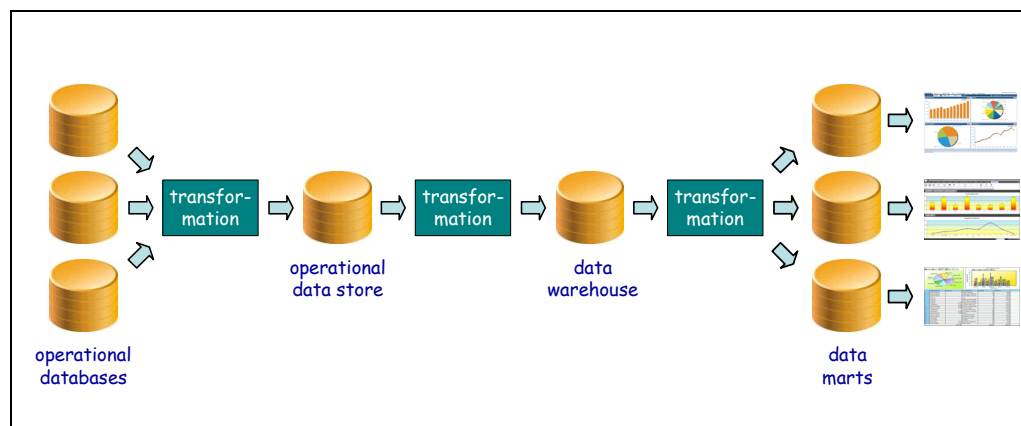 transfor-
mation
transfor-
mation
transfor-
mation
operational
data store
data
warehouse
operational
databases
data
marts